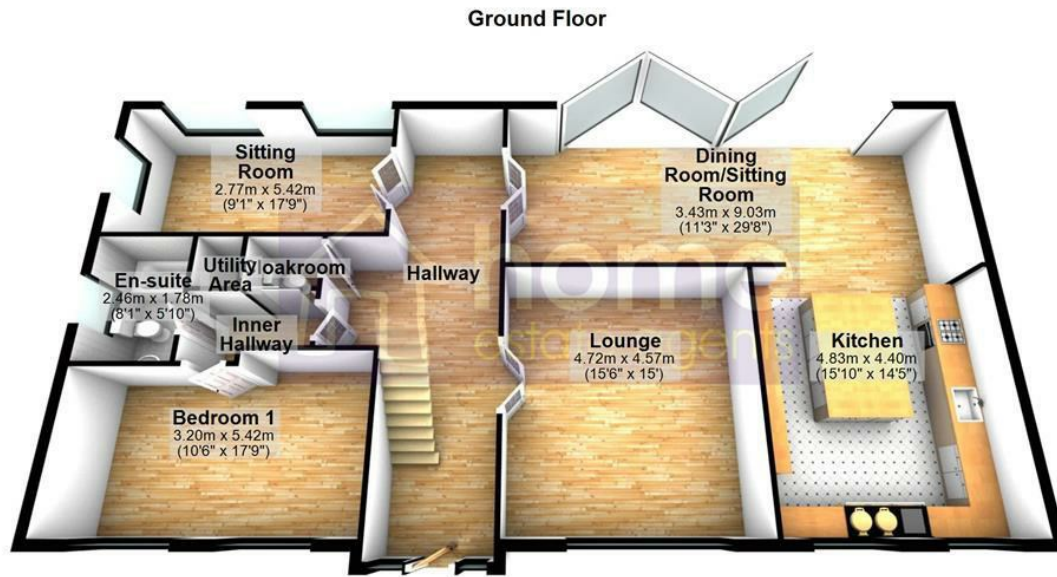 Ground Floor
Sitting
Room
2.77m x 5.42m
(9'1" x 17'9")
Dining
Room/Sitting
Room
3.43m x 9.03m
(11'3" x 29'8")
En-suite
2.46m x 1.78m
(8'1" x 5'10")
Utility
Area
oakroom
Hallway
home
estate agents
Inner
Hallway
Lounge
4.72m x 4.57m
(15'6" x 15')
Kitchen
4.83m x 4.40m
(15'10" x 14'5")
Bedroom 1
3.20m x 5.42m
(10'6" x 17'9")